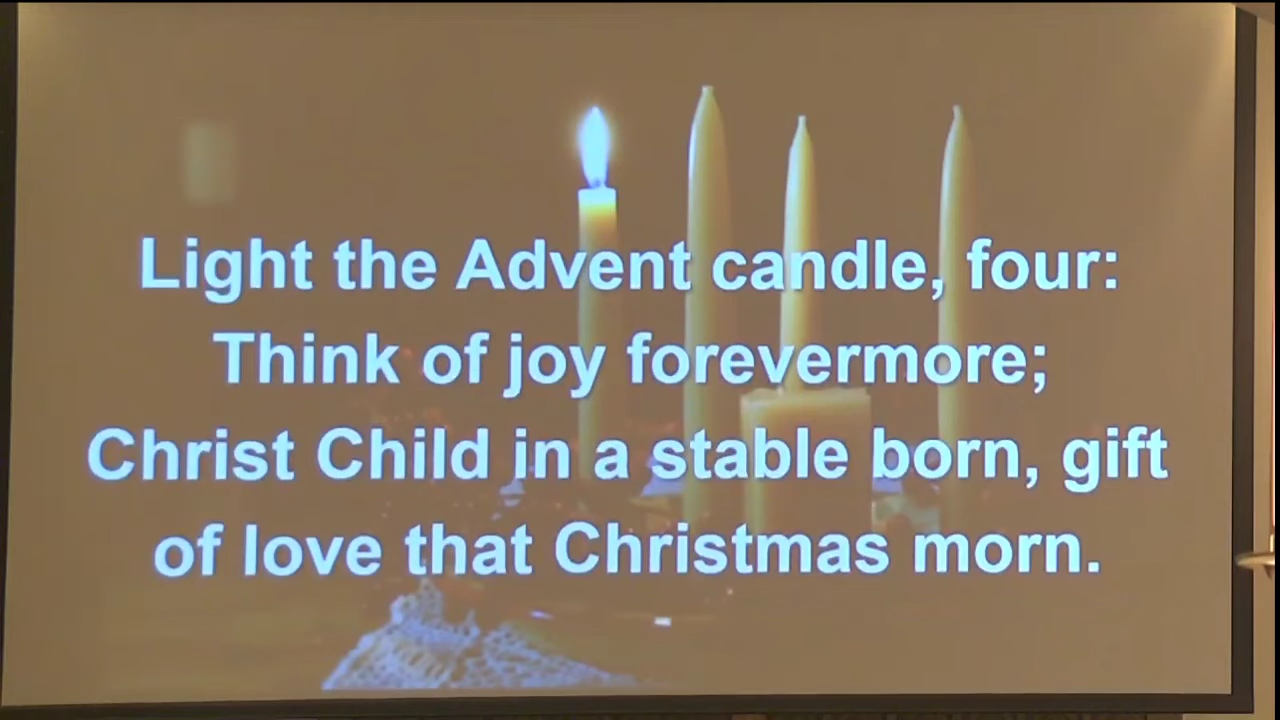 Light the Advent candle, four:
Think of joy forevermore;
Christ Child in a stable born, gift
of love that Christmas morn.